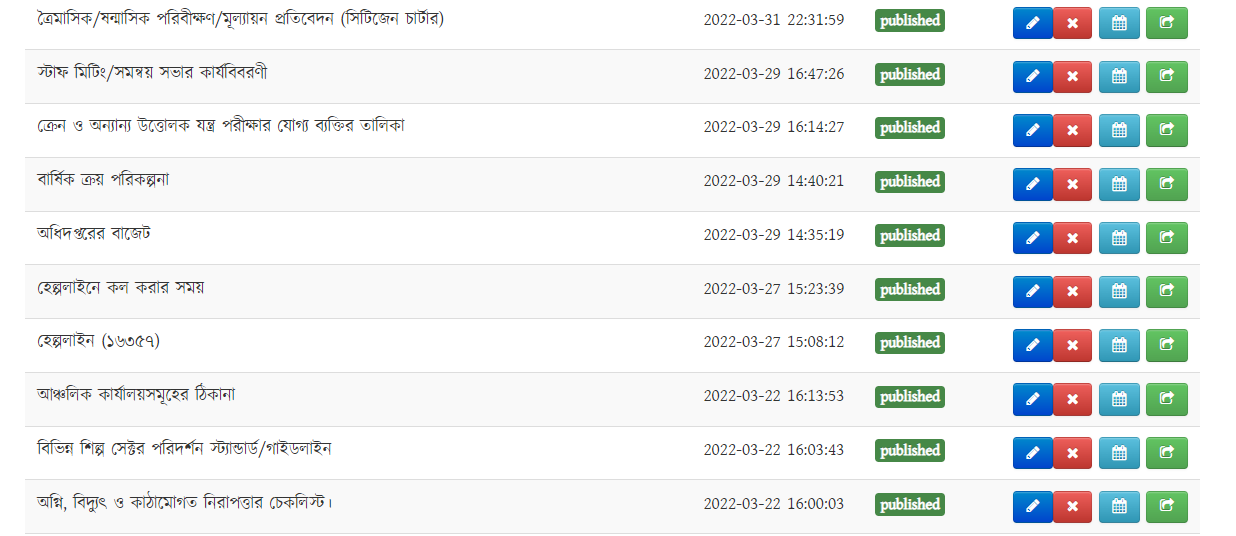 ত্রৈমাসিক/ষন্মাসিক পরিবীক্ষণ/মূল্যায়ন প্রতিবেদন (সিটিজেন চার্টার) 2022-03-31 22:31:59 published
স্টাফ মিটিং/সমন্বয় সভার কার্যবিবরণী 2022-03-29 16:47:26 published
ক্রেন ও অন্যান্য উত্তোলক যন্ত্র পরীক্ষার যোগ্য ব্যক্তির তালিকা 2022-03-29 16:14:27 published
বার্ষিক ক্রয় পরিকল্পনা 2022-03-29 14:40:21 published
অধিদপ্তরের বাজেট 2022-03-29 14:35:19 published
হেল্পলাইনে কল করার সময় 2022-03-27 15:23:39 published
হেল্পলাইন (১৬৩৫৭) 2022-03-27 15:08:12 published
আঞ্চলিক কার্যালয়সমূহের ঠিকানা 2022-03-22 16:13:53 published
বিভিন্ন শিল্প সেক্টর পরিদর্শন স্ট্যান্ডার্ড/গাইডলাইন 2022-03-22 16:03:43 published
অগ্নি, বিদ্যুৎ ও কাঠামোগত নিরাপত্তার চেকলিস্ট। 2022-03-22 16:00:03 published